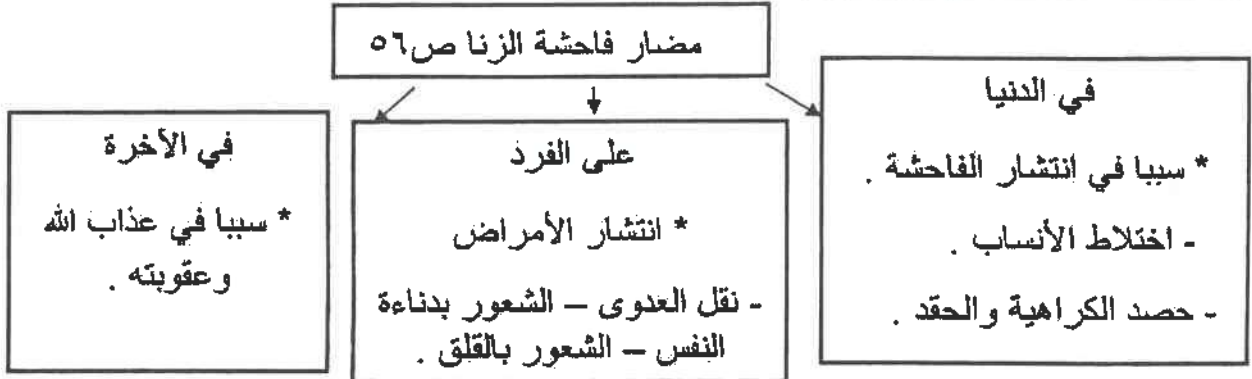 مضار فاحشة الزنا ص٥٦
في الدنيا
* سببا في انتشار الفاحشة .
- اختلاط الأنساب .
- حصد الكراهية والحقد .
على الفرد
* انتشار الأمراض
- نقل العدوى – الشعور بدناءة
النفس – الشعور بالقلق .
في الآخرة
* سببا في عذاب الله
وعقوبته .